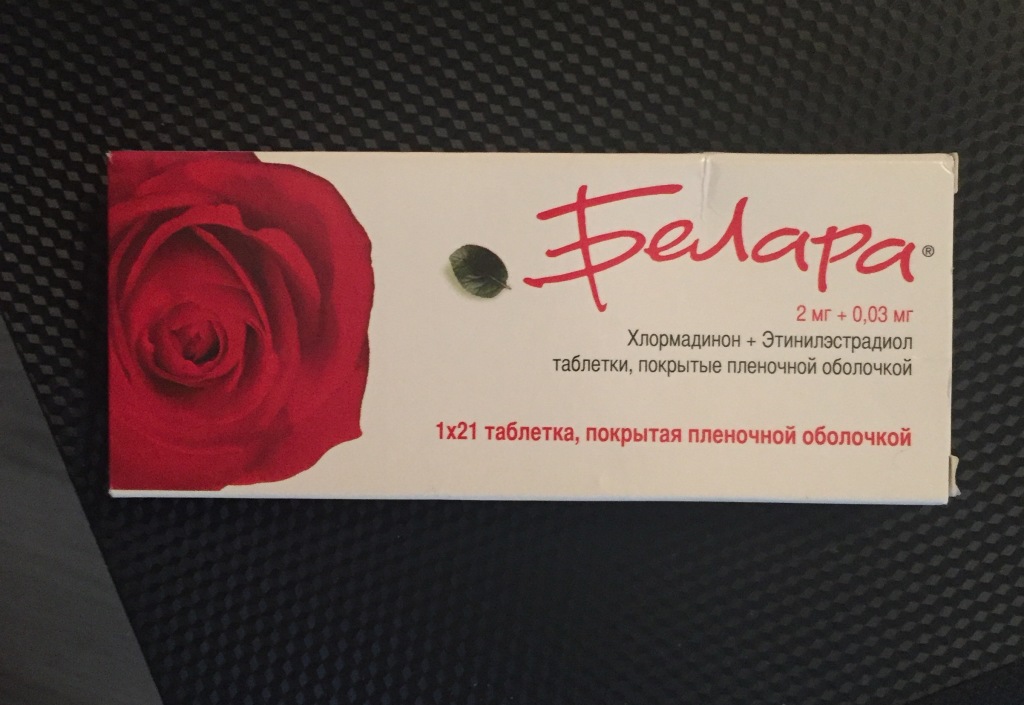 Белара®
2 мг + 0,03 мг
Хлормадинон + Этинилэстрадиол
таблетки, покрытые пленочной оболочкой
1x21 таблетка, покрытая пленочной оболочкой